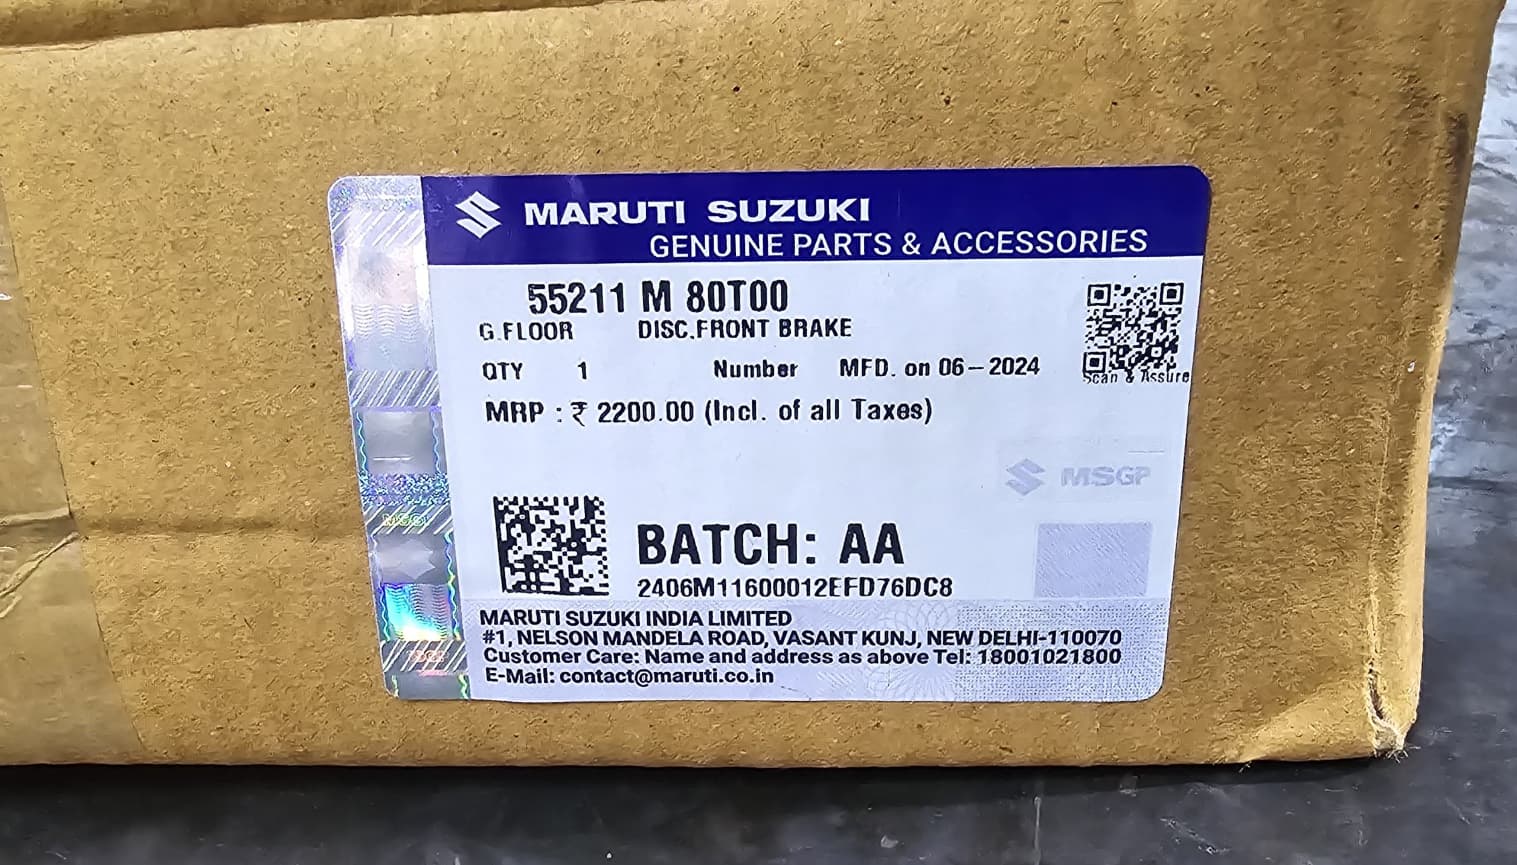 MARUTI SUZUKI
GENUINE PARTS & ACCESSORIES
55211 M 80T00
G.FLOOR DISC,FRONT BRAKE
QTY 1 Number MFD. on 06-2024
Scan & Assure
MRP : ₹ 2200.00 (Incl. of all Taxes)
MSGP
BATCH: AA
2406M11600012EFD76DC8
MARUTI SUZUKI INDIA LIMITED
#1, NELSON MANDELA ROAD, VASANT KUNJ, NEW DELHI-110070
Customer Care: Name and address as above Tel: 18001021800
E-Mail: contact@maruti.co.in